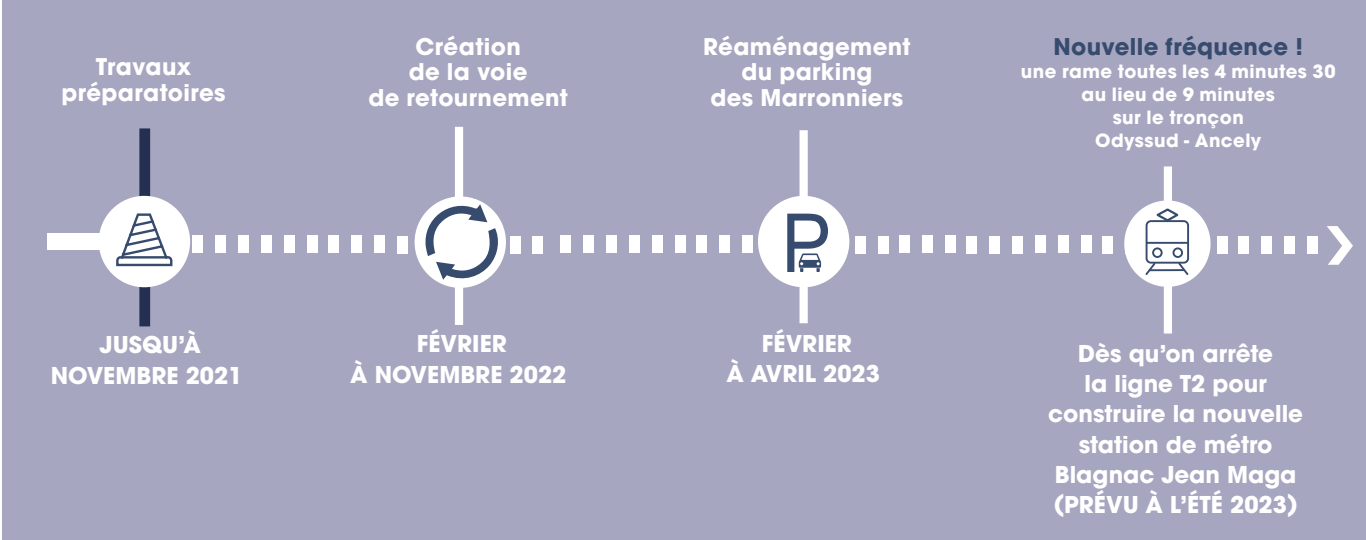 Travaux
préparatoires
JUSQU'À
NOVEMBRE 2021
Création
de la voie
de retournement
FÉVRIER
À NOVEMBRE 2022
Réaménagement
du parking
des Marronniers
P
FÉVRIER
À AVRIL 2023
Nouvelle fréquence !
une rame toutes les 4 minutes 30
au lieu de 9 minutes
sur le tronçon
Odyssud - Ancely
Dès qu'on arrête
la ligne T2 pour
construire la nouvelle
station de métro
Blagnac Jean Maga
(PRÉVU À L'ÉTÉ 2023)